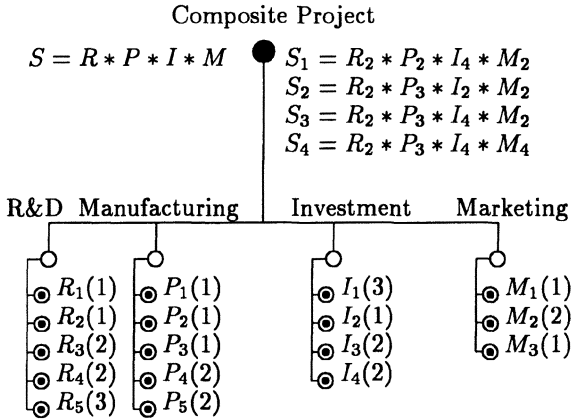 Composite Project
S = R * P * I * M
S₁ = R₂ * P₂ * I₄ * M₂
S₂ = R₂ * P₃ * I₂ * M₂
S₃ = R₂ * P₃ * I₄ * M₂
S₄ = R₂ * P₃ * I₄ * M₄
R&D Manufacturing Investment Marketing
R₁(1) P₁(1) I₁(3) M₁(1)
R₂(1) P₂(1) I₂(1) M₂(2)
R₃(2) P₃(1) I₃(2) M₃(1)
R₄(2) P₄(2) I₄(2)
R₅(3) P₅(2)